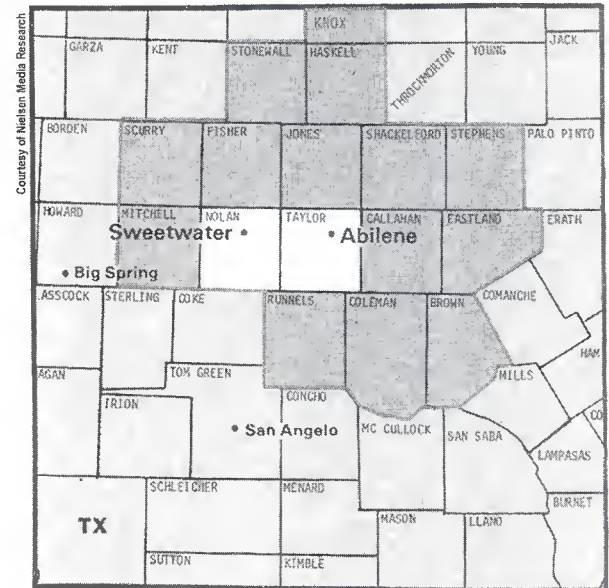 Courtesy of Nielsen Media Research
KNOX
GARZA KENT STONEWALL HASKELL THROCKMORTON YOUNG JACK
BORDEN SCURRY FISHER JONES SHACKELFORD STEPHENS PALO PINTO
HOWARD MITCHELL NOLAN TAYLOR CALLAHAN EASTLAND ERATH
Sweetwater Abilene
Big Spring
ASSCOCK STERLING COKE RUNNELS COLEMAN BROWN COMANCHE
HAM
AGAN TOM GREEN MILLS
IRION CONCHO CO
San Angelo MC CULLOCK SAN SABA
LAMPASAS
SCHLEICHER MENARD BURNET
TX MASON LLANO
SUTTON KIMBLE